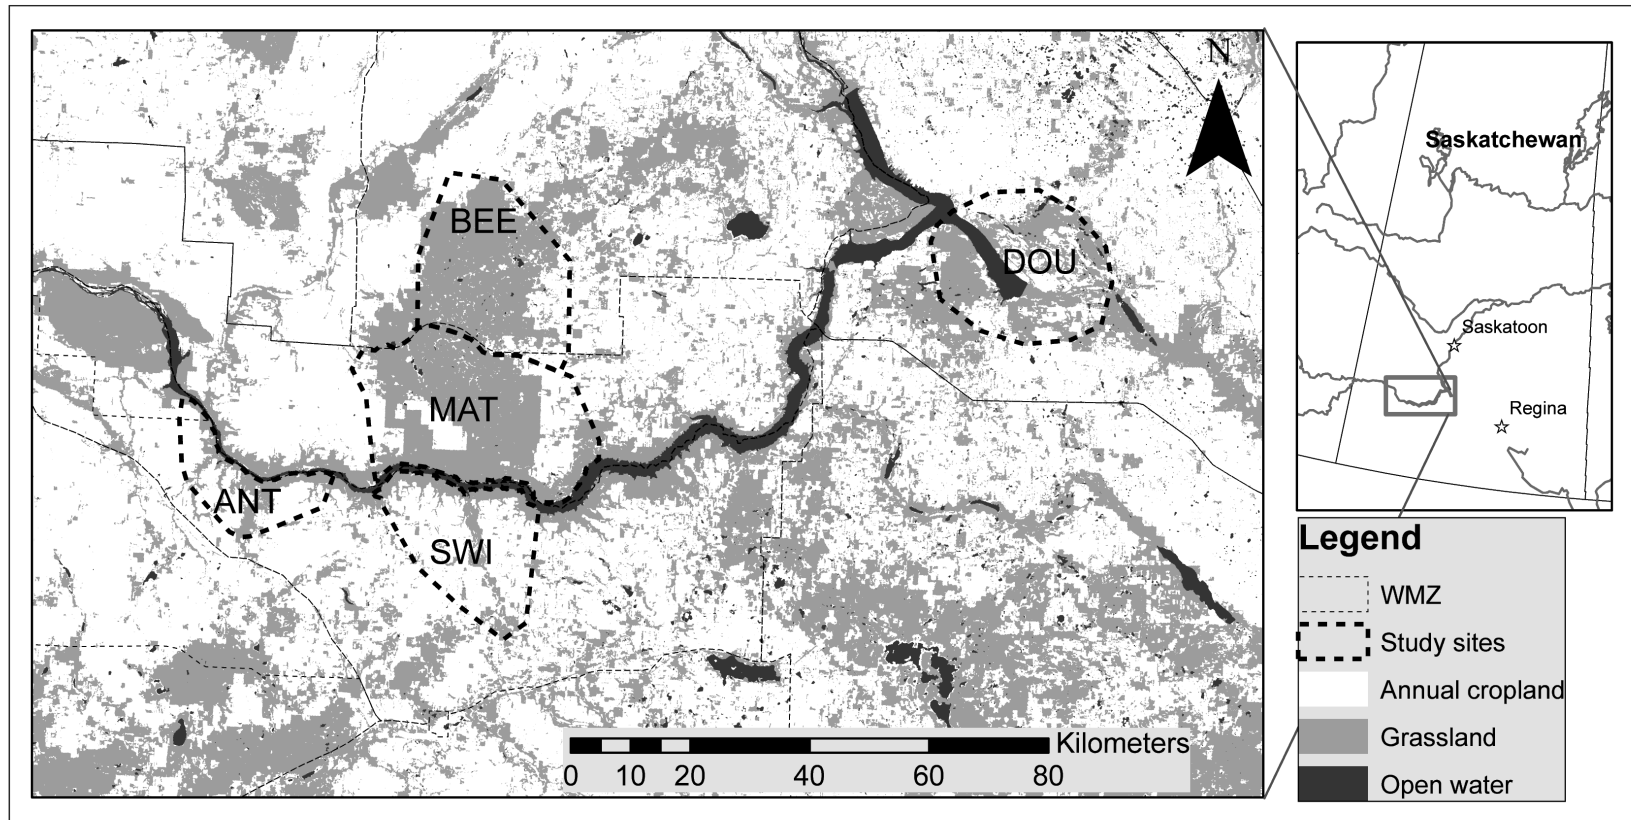 N
BEE
DOU
MAT
ANT
SWI
Kilometers
0 10 20 40 60 80
Saskatchewan
Saskatoon
Regina
Legend
WMZ
Study sites
Annual cropland
Grassland
Open water